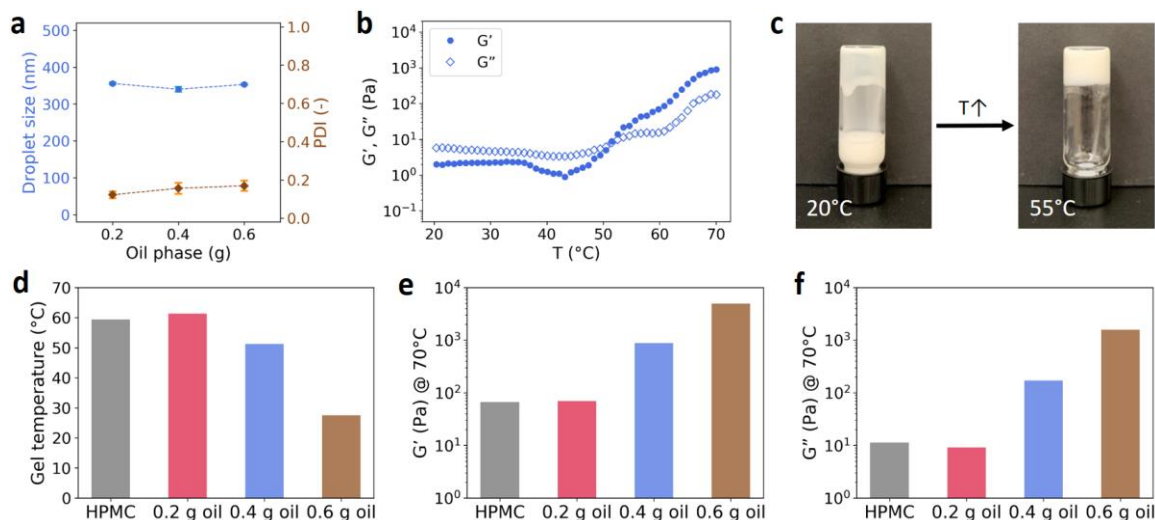 a
500
400
300
200
100
0
Droplet size (nm)
1.0
0.8
0.6
0.4
0.2
0.0
PDI (-)
0.2 0.4 0.6
Oil phase (g)
b
10⁴
10³
10²
10¹
10⁰
10⁻¹
G', G" (Pa)
G'
G"
20 30 40 50 60 70
T (°C)
c
20°C
T↑
55°C
d
70
60
50
40
30
20
10
0
Gel temperature (°C)
HPMC 0.2 g oil 0.4 g oil 0.6 g oil
e
10⁴
10³
10²
10¹
10⁰
G' (Pa) @ 70°C
HPMC 0.2 g oil 0.4 g oil 0.6 g oil
f
10⁴
10³
10²
10¹
10⁰
G" (Pa) @ 70°C
HPMC 0.2 g oil 0.4 g oil 0.6 g oil